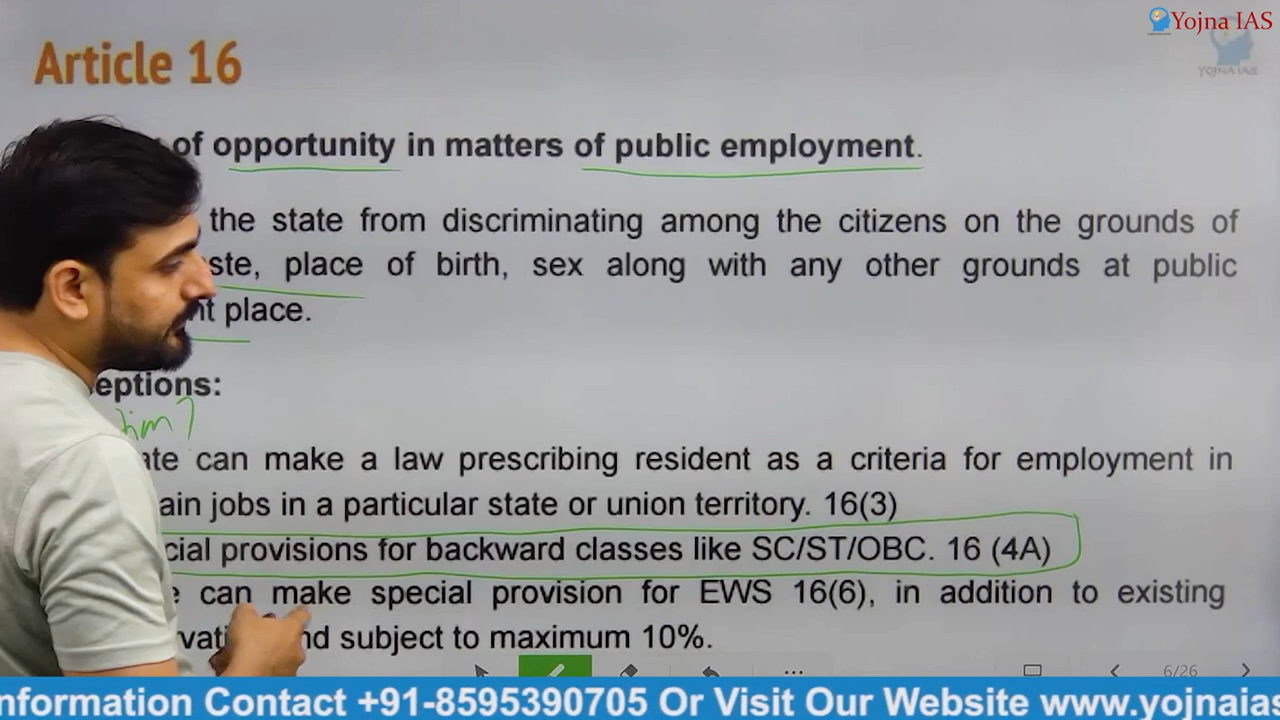 Yojna IAS
YOJNA IAS
Article 16
of opportunity in matters of public employment.
the state from discriminating among the citizens on the grounds of
ste, place of birth, sex along with any other grounds at public
nt place.
eptions:
ate can make a law prescribing resident as a criteria for employment in
ain jobs in a particular state or union territory. 16(3)
cial provisions for backward classes like SC/ST/OBC. 16 (4A)
e can make special provision for EWS 16(6), in addition to existing
rvati nd subject to maximum 10%.
6/26
nformation Contact +91-8595390705 Or Visit Our Website www.yojnaias